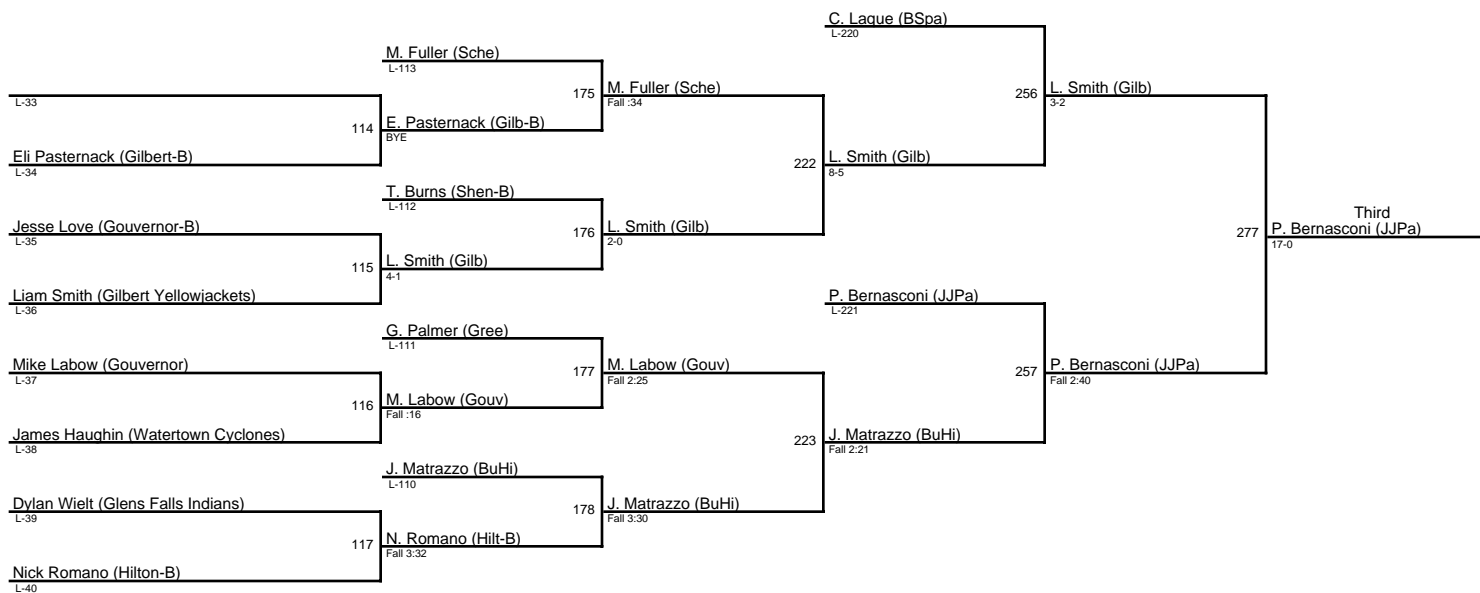 C. Laque (BSpa)
L-220
M. Fuller (Sche)
L-113
L-33
175
M. Fuller (Sche)
Fall :34
256
L. Smith (Gilb)
3-2
114
E. Pasternack (Gilb-B)
BYE
Eli Pasternack (Gilbert-B)
L-34
222
L. Smith (Gilb)
8-5
T. Burns (Shen-B)
L-112
Jesse Love (Gouvernor-B)
L-35
176
L. Smith (Gilb)
2-0
Third
277
P. Bernasconi (JJPa)
17-0
115
L. Smith (Gilb)
4-1
Liam Smith (Gilbert Yellowjackets)
L-36
P. Bernasconi (JJPa)
L-221
G. Palmer (Gree)
L-111
Mike Labow (Gouvernor)
L-37
177
M. Labow (Gouv)
Fall 2:25
257
P. Bernasconi (JJPa)
Fall 2:40
116
M. Labow (Gouv)
Fall :16
James Haughin (Watertown Cyclones)
L-38
223
J. Matrazzo (BuHi)
Fall 2:21
J. Matrazzo (BuHi)
L-110
Dylan Wielt (Glens Falls Indians)
L-39
178
J. Matrazzo (BuHi)
Fall 3:30
117
N. Romano (Hilt-B)
Fall 3:32
Nick Romano (Hilton-B)
L-40